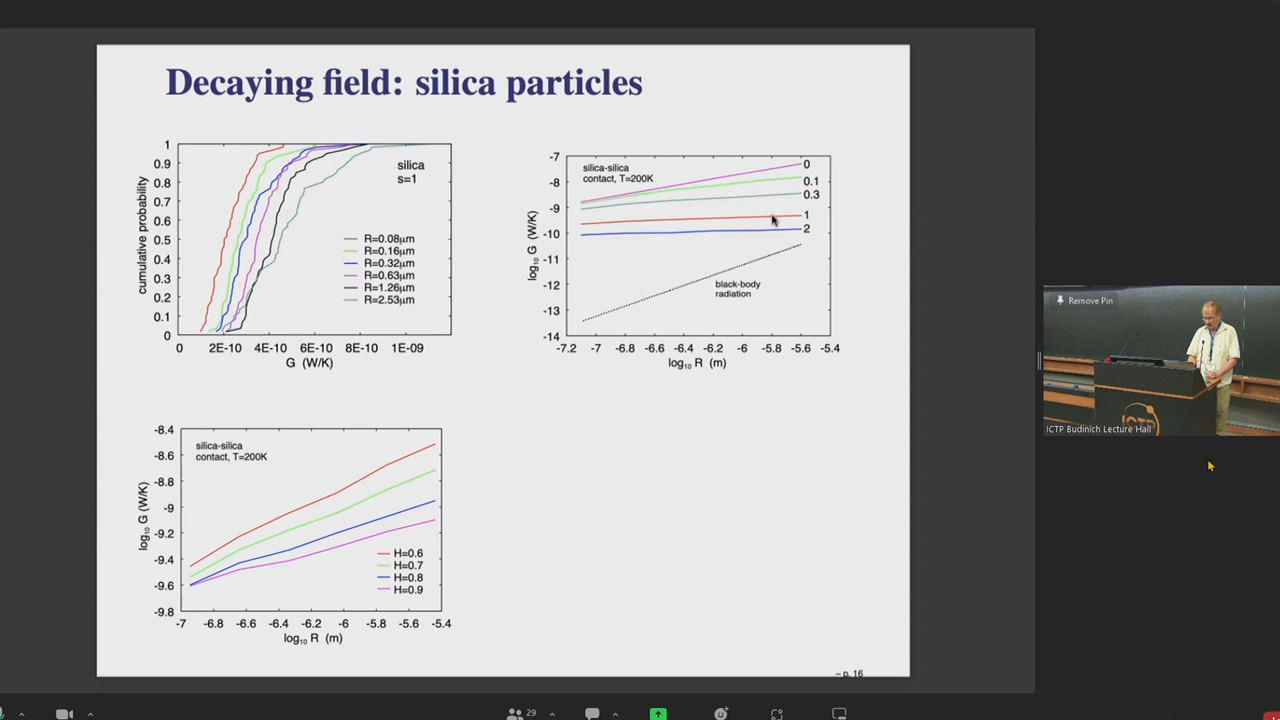 Decaying field: silica particles
1
0.9
0.8
0.7
0.6
0.5
0.4
0.3
0.2
0.1
0
cumulative probability
silica
s=1
R=0.08μm
R=0.16μm
R=0.32μm
R=0.63μm
R=1.26μm
R=2.53μm
0 2E-10 4E-10 6E-10 8E-10 1E-09
G (W/K)
-7
-8
-9
-10
-11
-12
-13
-14
log₁₀ G (W/K)
silica-silica
contact, T=200K
0
0.1
0.3
1
2
black-body
radiation
-7.2 -7 -6.8 -6.6 -6.4 -6.2 -6 -5.8 -5.6 -5.4
log₁₀ R (m)
-8.4
-8.6
-8.8
-9
-9.2
-9.4
-9.6
-9.8
log₁₀ G (W/K)
silica-silica
contact, T=200K
H=0.6
H=0.7
H=0.8
H=0.9
-7 -6.8 -6.6 -6.4 -6.2 -6 -5.8 -5.6 -5.4
log₁₀ R (m)
– p. 16
Remove Pin
ICTP
ICTP Budinich Lecture Hall
29